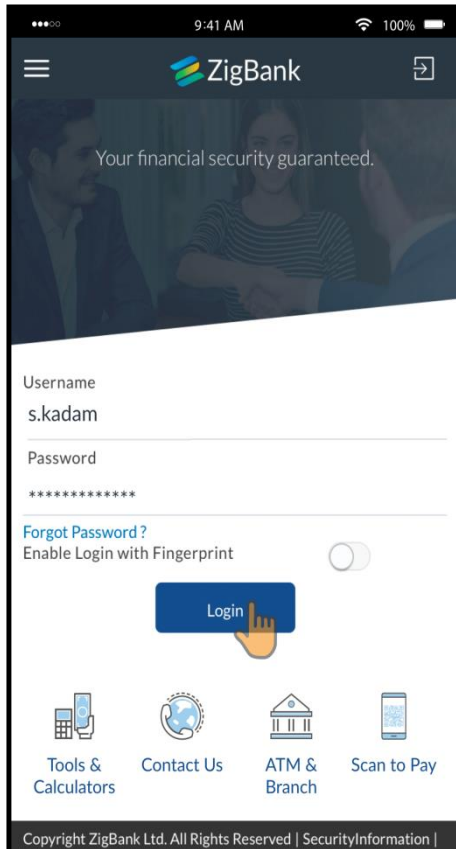 9:41 AM 100%
ZigBank
Your financial security guaranteed.
Username
s.kadam
Password
*************
Forgot Password ?
Enable Login with Fingerprint
Login
Tools &
Calculators
Contact Us
ATM &
Branch
Scan to Pay
Copyright ZigBank Ltd. All Rights Reserved | SecurityInformation |